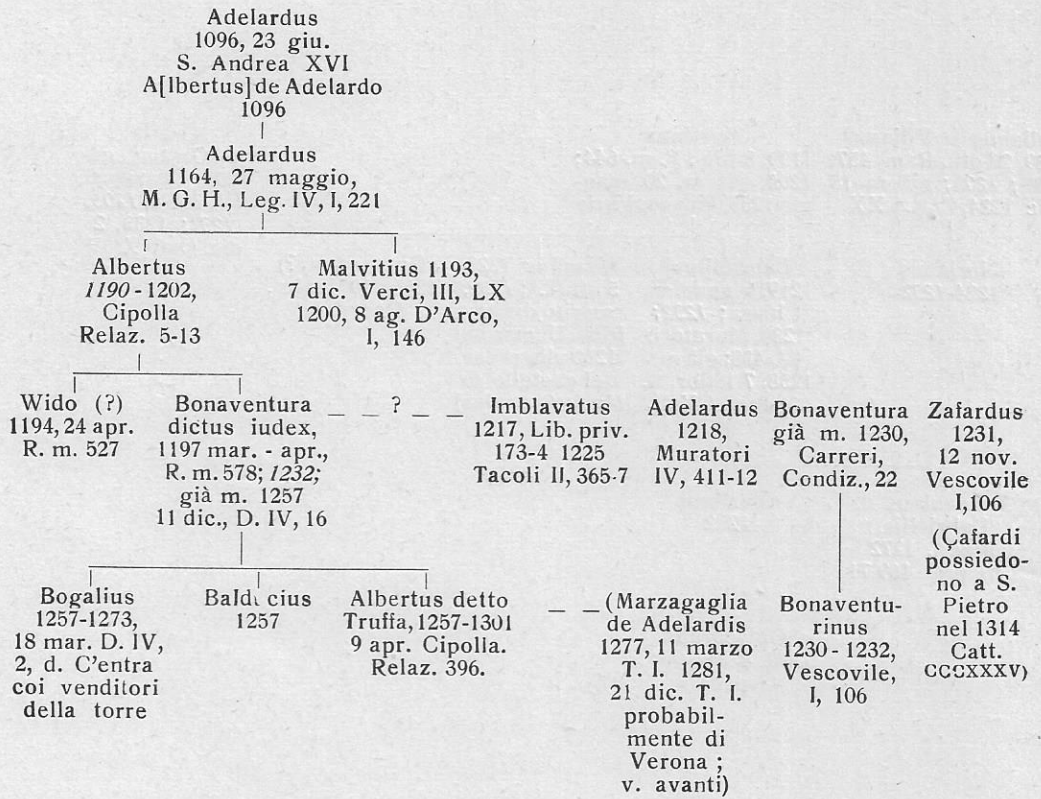 Adelardus
1096, 23 giu.
S. Andrea XVI
A[lbertus] de Adelardo
1096
Adelardus
1164, 27 maggio,
M. G. H., Leg. IV, I, 221
Albertus
1190 - 1202,
Cipolla
Relaz. 5-13
Malvitius 1193,
7 dic. Verci, III, LX
1200, 8 ag. D'Arco,
I, 146
Wido (?)
1194, 24 apr.
R. m. 527
Bonaventura
dictus iudex,
1197 mar. - apr.,
R. m. 578; 1232;
già m. 1257
11 dic., D. IV, 16
_ _ ? _ _
Imblavatus
1217, Lib. priv.
173-4 1225
Tacoli II, 365-7
Adelardus
1218,
Muratori
IV, 411-12
Bonaventura
già m. 1230,
Carreri,
Condiz., 22
Zafardus
1231,
12 nov.
Vescovile
I, 106
(Çafardi
possiedo-
no a S.
Pietro
nel 1314
Catt.
CCCXXXV)
Bogalius
1257-1273,
18 mar. D. IV,
2, d. C'entra
coi venditori
della torre
Bald cius
1257
Albertus detto
Truffa, 1257-1301
9 apr. Cipolla.
Relaz. 396.
_ _ (Marzagaglia
de Adelardis
1277, 11 marzo
T. I. 1281,
21 dic. T. I.
probabil-
mente di
Verona ;
v. avanti)
Bonaventu-
rinus
1230 - 1232,
Vescovile,
I, 106